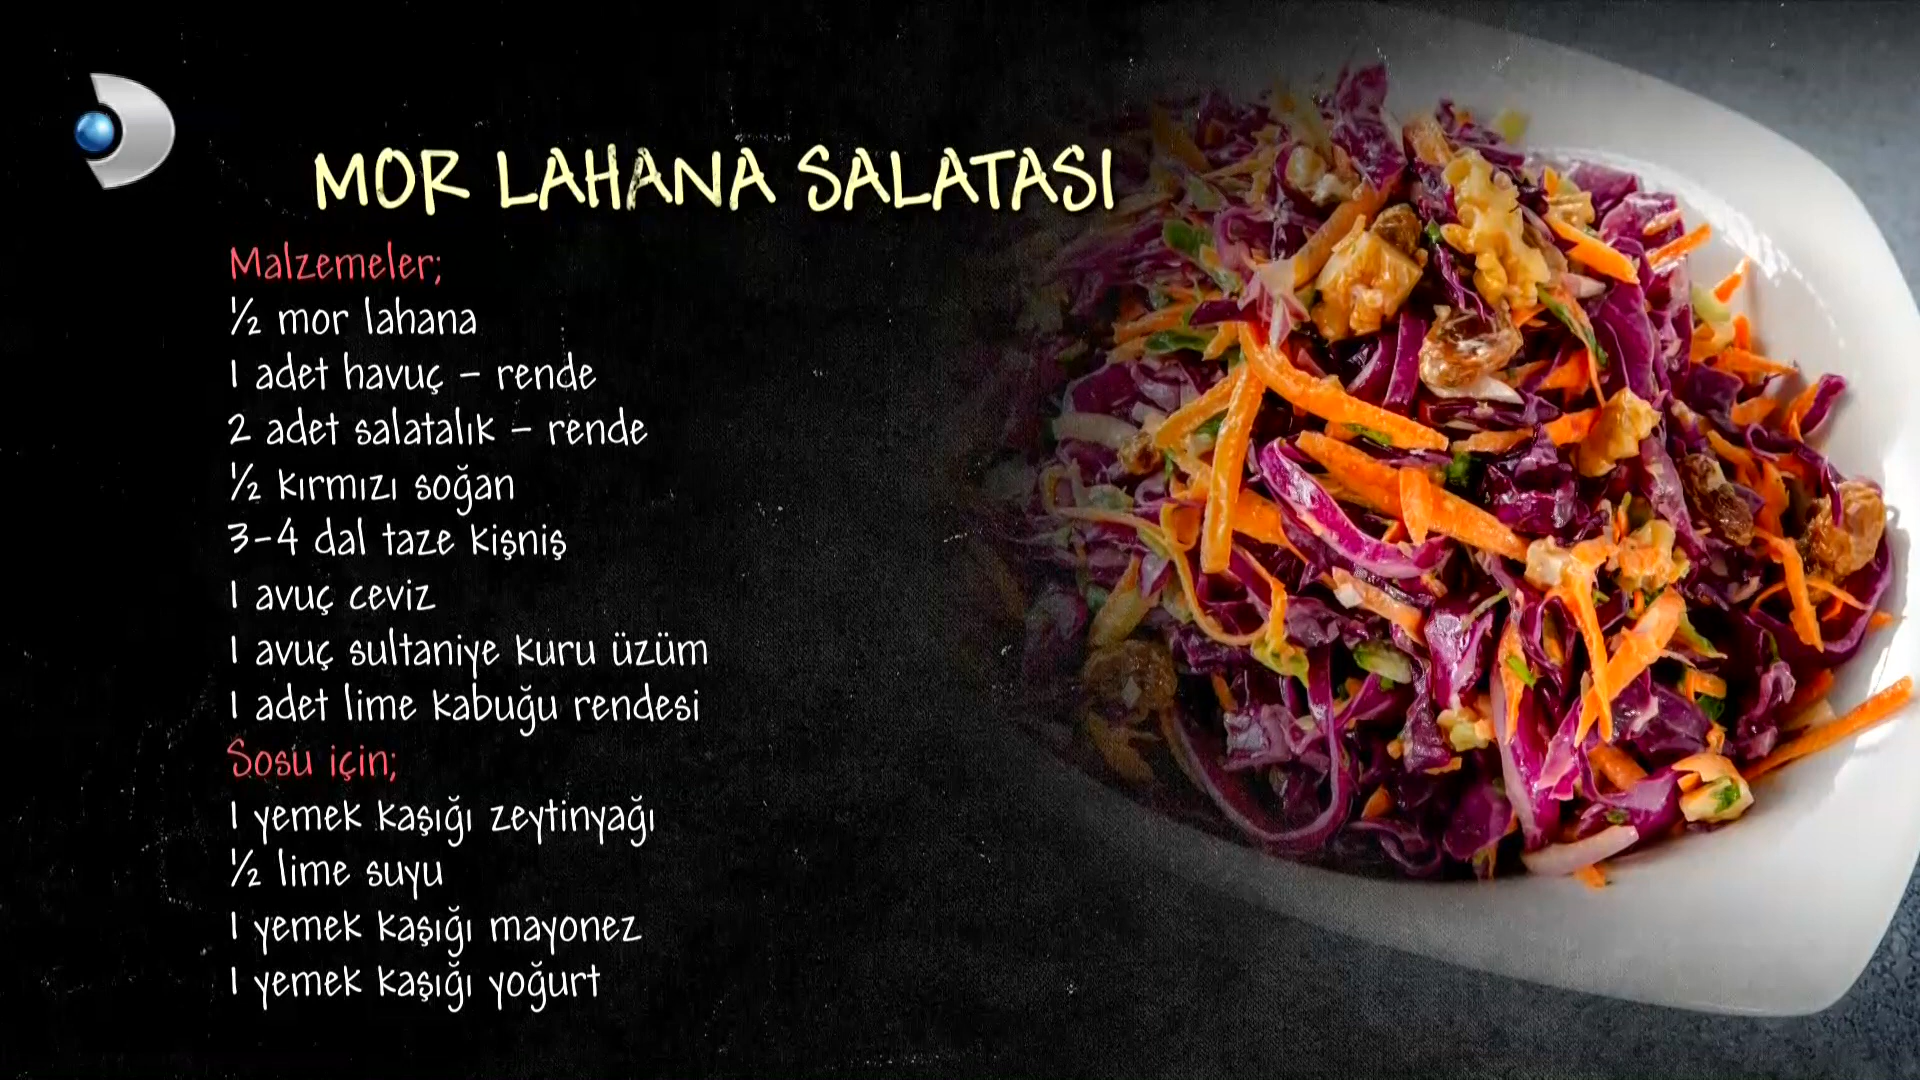 MOR LAHANA SALATASI
Malzemeler;
½ mor lahana
1 adet havuç – rende
2 adet salatalık – rende
½ kırmızı soğan
3-4 dal taze kişniş
1 avuç ceviz
1 avuç sultaniye kuru üzüm
1 adet lime kabuğu rendesi
Sosu için;
1 yemek kaşığı zeytinyağı
½ lime suyu
1 yemek kaşığı mayonez
1 yemek kaşığı yoğurt